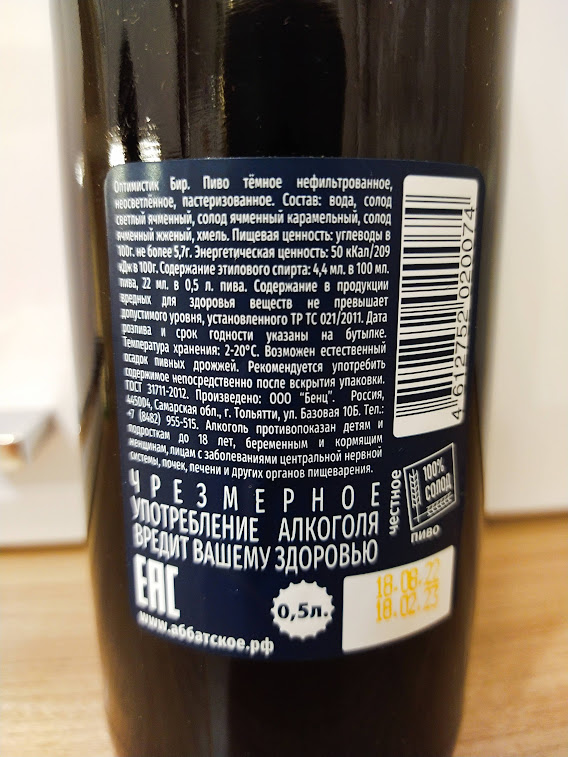 Оптимистик Бир. Пиво тёмное нефильтрованное,
неосветлённое, пастеризованное. Состав: вода, солод
светлый ячменный, солод ячменный карамельный, солод
ячменный жженый, хмель. Пищевая ценность: углеводы в
100г. не более 5,7г. Энергетическая ценность: 50 кКал/209
кДж в 100г. Содержание этилового спирта: 4,4 мл. в 100 мл.
пива, 22 мл. в 0,5 л. пива. Содержание в продукции
вредных для здоровья веществ не превышает
допустимого уровня, установленного ТР ТС 021/2011. Дата
розлива и срок годности указаны на бутылке.
Температура хранения: 2-20°С. Возможен естественный
осадок пивных дрожжей. Рекомендуется употребить
содержимое непосредственно после вскрытия упаковки.
ГОСТ 31711-2012. Произведено: ООО "Бенц". Россия,
445004, Самарская обл., г. Тольятти, ул. Базовая 10Б. Тел.:
+7 (8482) 955-515. Алкоголь противопоказан детям и
подросткам до 18 лет, беременным и кормящим
женщинам, лицам с заболеваниями центральной нервной
системы, почек, печени и других органов пищеварения.
ЧРЕЗМЕРНОЕ
УПОТРЕБЛЕНИЕ АЛКОГОЛЯ
ВРЕДИТ ВАШЕМУ ЗДОРОВЬЮ
ЕАС
www.аббатское.рф
0,5л.
4 612752 020074
честное
100%
СОЛОД
пиво
18.08.22
18.02.23